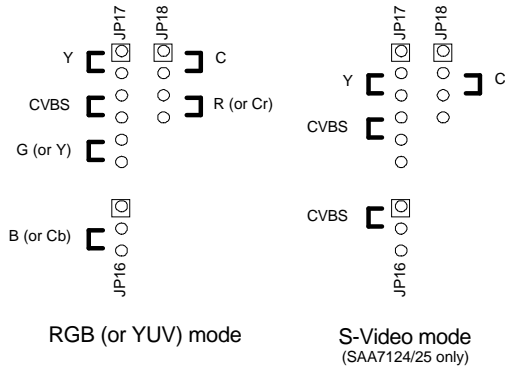 JP17 JP18
Y C
CVBS R (or Cr)
G (or Y)
B (or Cb)
JP16
RGB (or YUV) mode
JP17 JP18
Y C
CVBS
CVBS
JP16
S-Video mode
(SAA7124/25 only)